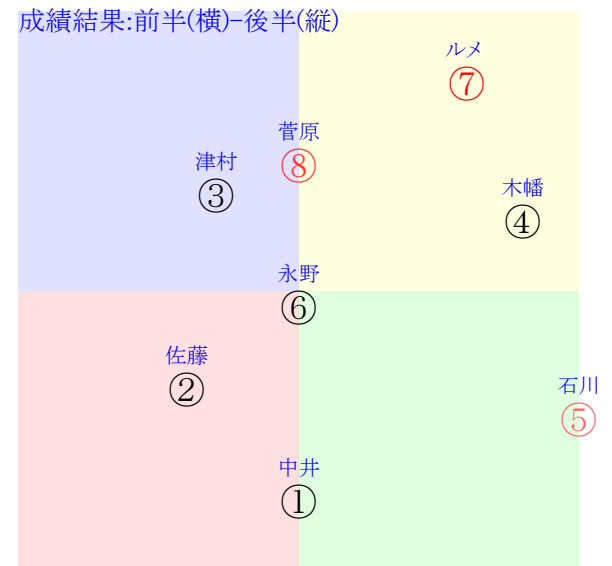 成績結果:前半(横)-後半(縦)
ルメ
⑦
菅原
⑧
津村
③
木幡
④
永野
⑥
佐藤
②
石川
⑤
中井
①